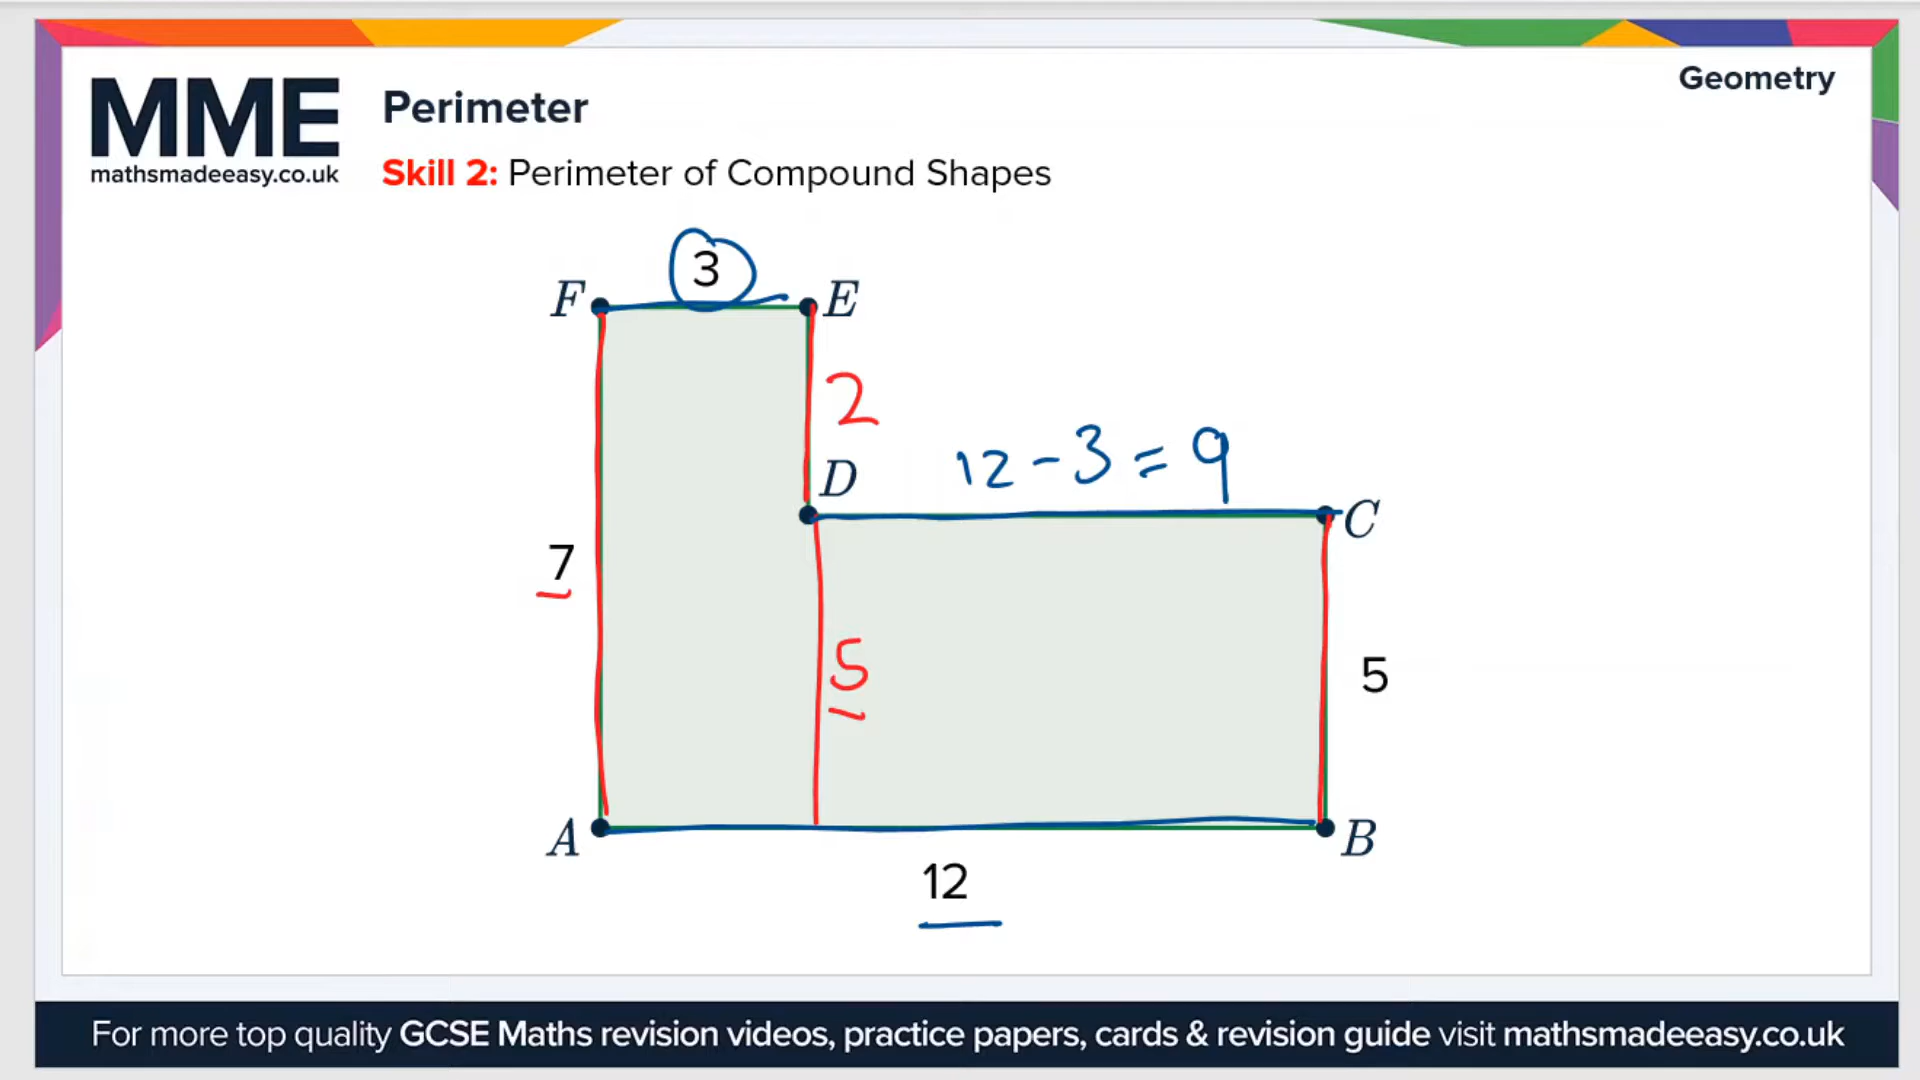 MME
mathsmadeeasy.co.uk
Perimeter
Geometry
Skill 2: Perimeter of Compound Shapes
3
F
E
2
12 - 3 = 9
D
C
7
5
5
A
B
12
For more top quality GCSE Maths revision videos, practice papers, cards & revision guide visit mathsmadeeasy.co.uk